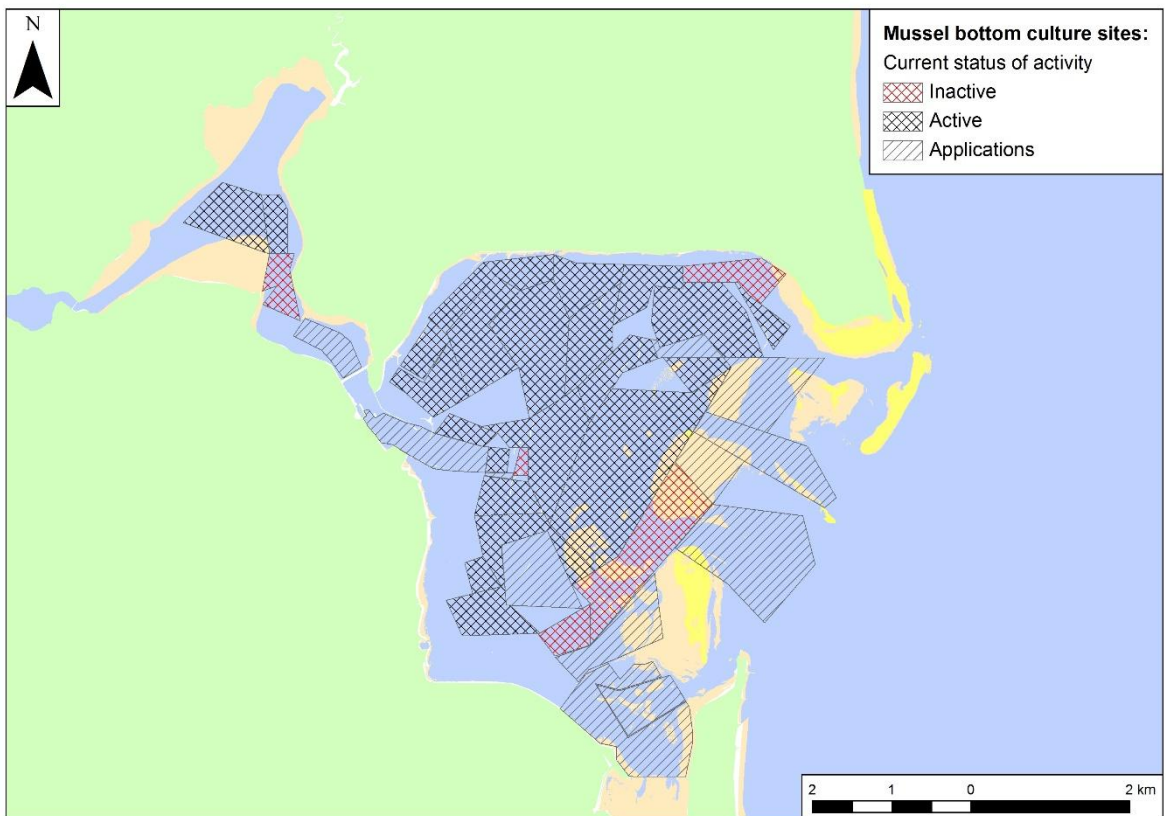 N
Mussel bottom culture sites:
Current status of activity
Inactive
Active
Applications
2 1 0 2 km